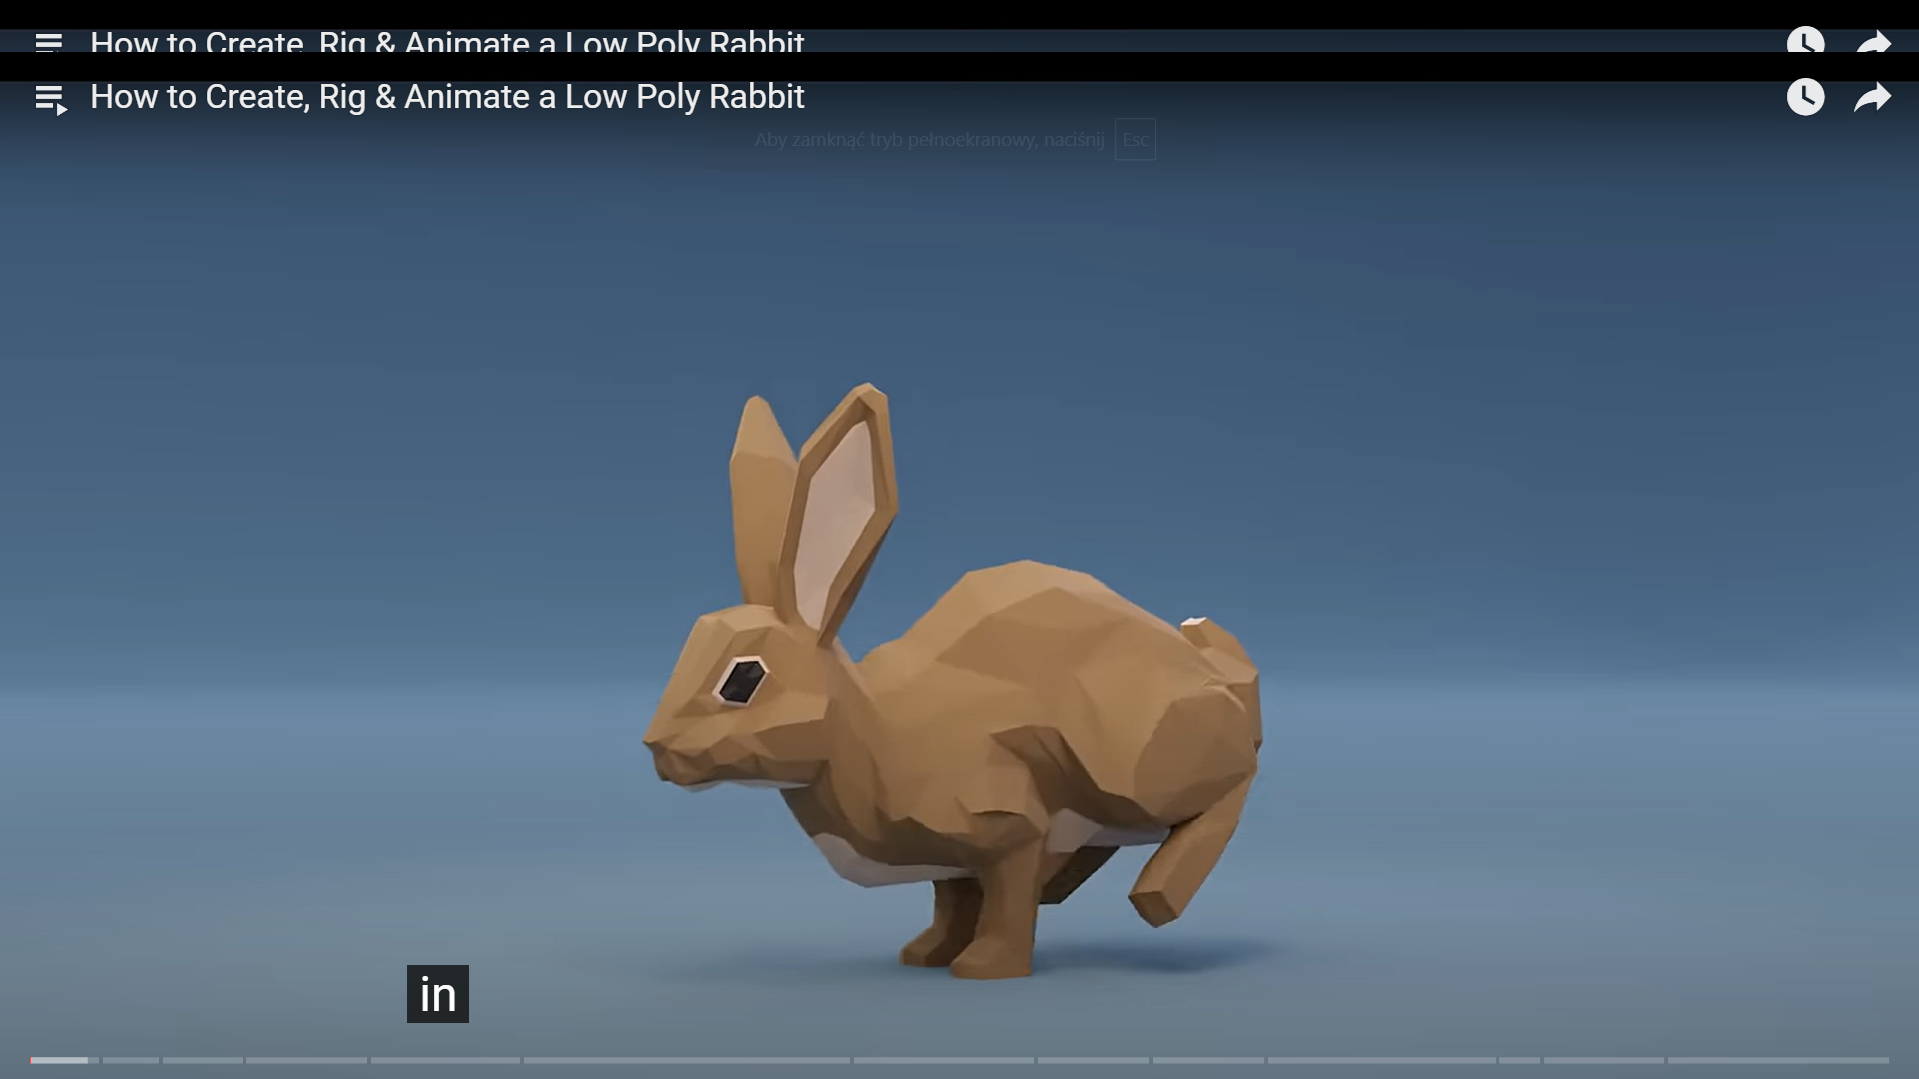 How to Create, Rig & Animate a Low Poly Rabbit
How to Create, Rig & Animate a Low Poly Rabbit
Aby zamknąć tryb pełnoekranowy, naciśnij Esc
in